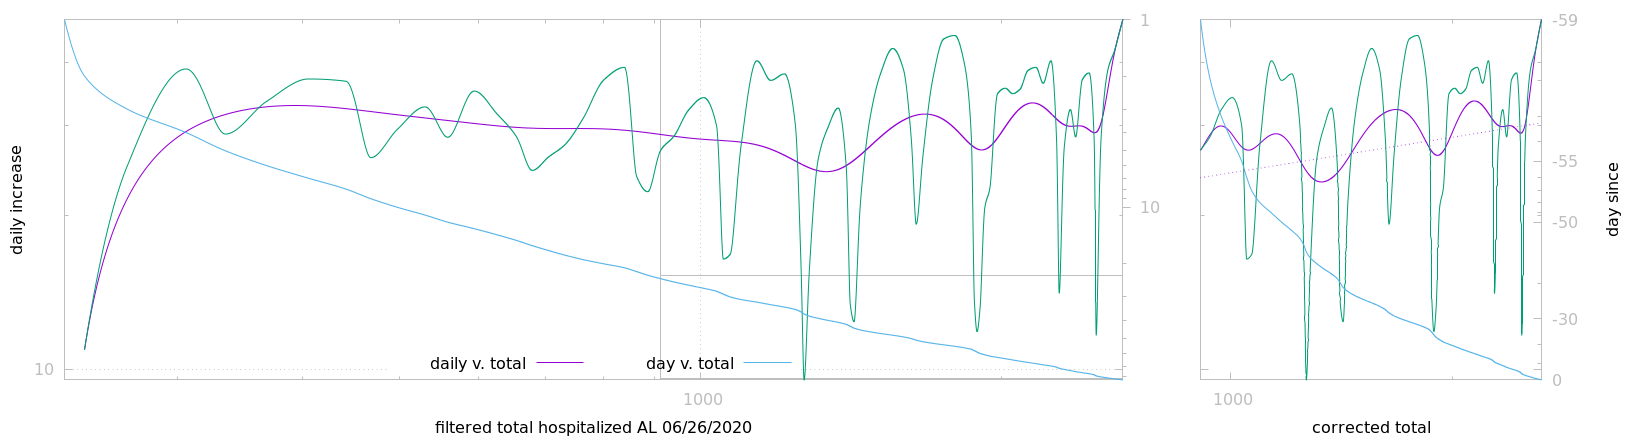 1
-59
daily increase
-55
10
-50
day since
-30
10
daily v. total
day v. total
0
1000
1000
filtered total hospitalized AL 06/26/2020
corrected total